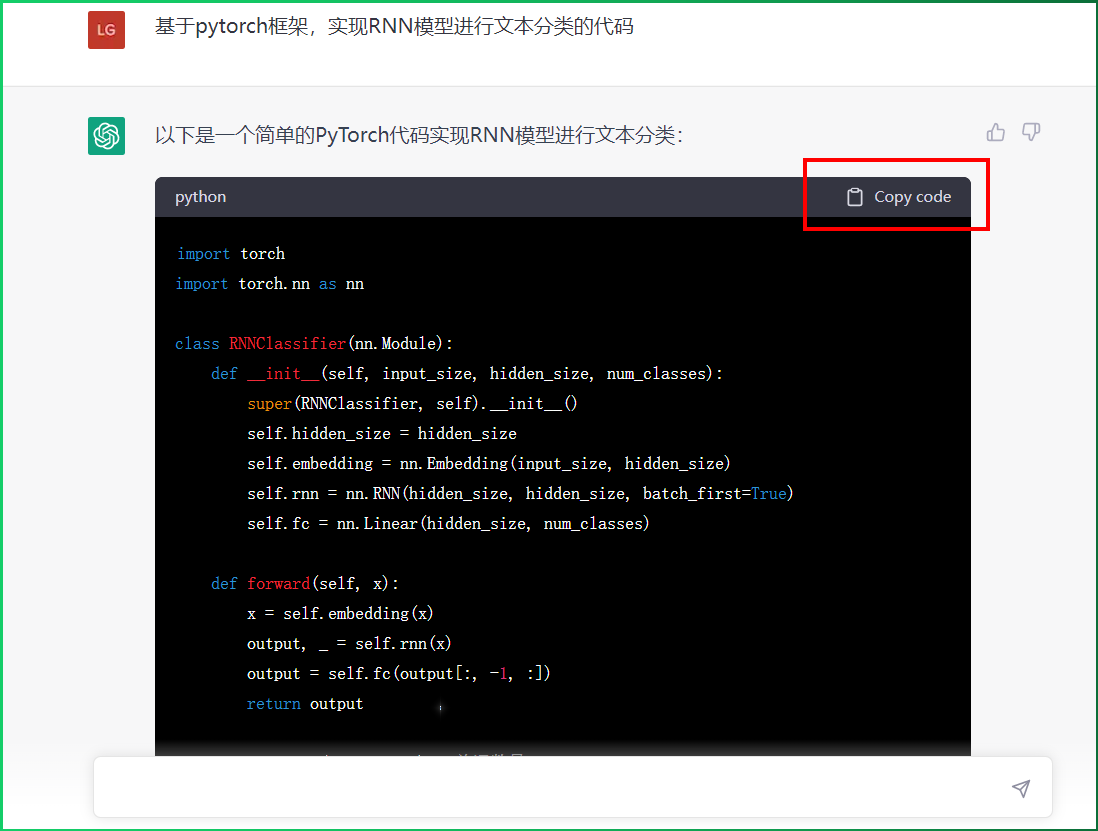 LG
基于pytorch框架，实现RNN模型进行文本分类的代码
以下是一个简单的PyTorch代码实现RNN模型进行文本分类：
python
Copy code
import torch
import torch.nn as nn
class RNNClassifier(nn.Module):
    def __init__(self, input_size, hidden_size, num_classes):
        super(RNNClassifier, self).__init__()
        self.hidden_size = hidden_size
        self.embedding = nn.Embedding(input_size, hidden_size)
        self.rnn = nn.RNN(hidden_size, hidden_size, batch_first=True)
        self.fc = nn.Linear(hidden_size, num_classes)
    def forward(self, x):
        x = self.embedding(x)
        output, _ = self.rnn(x)
        output = self.fc(output[:, -1, :])
        return output